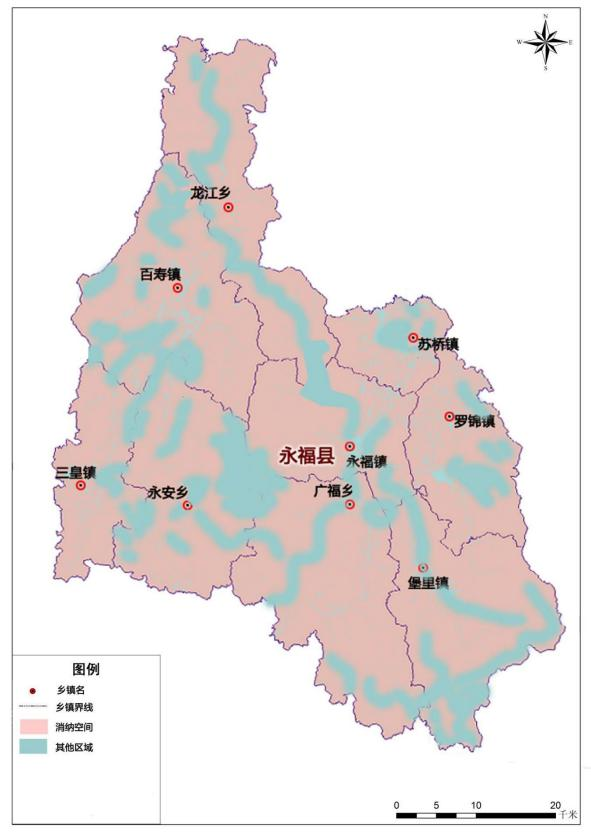 N
W
E
S
龙江乡
百寿镇
苏桥镇
罗锦镇
永福县
永福镇
三皇镇
永安乡
广福乡
堡里镇
图例
乡镇名
乡镇界线
消纳空间
其他区域
0 5 10 20
千米